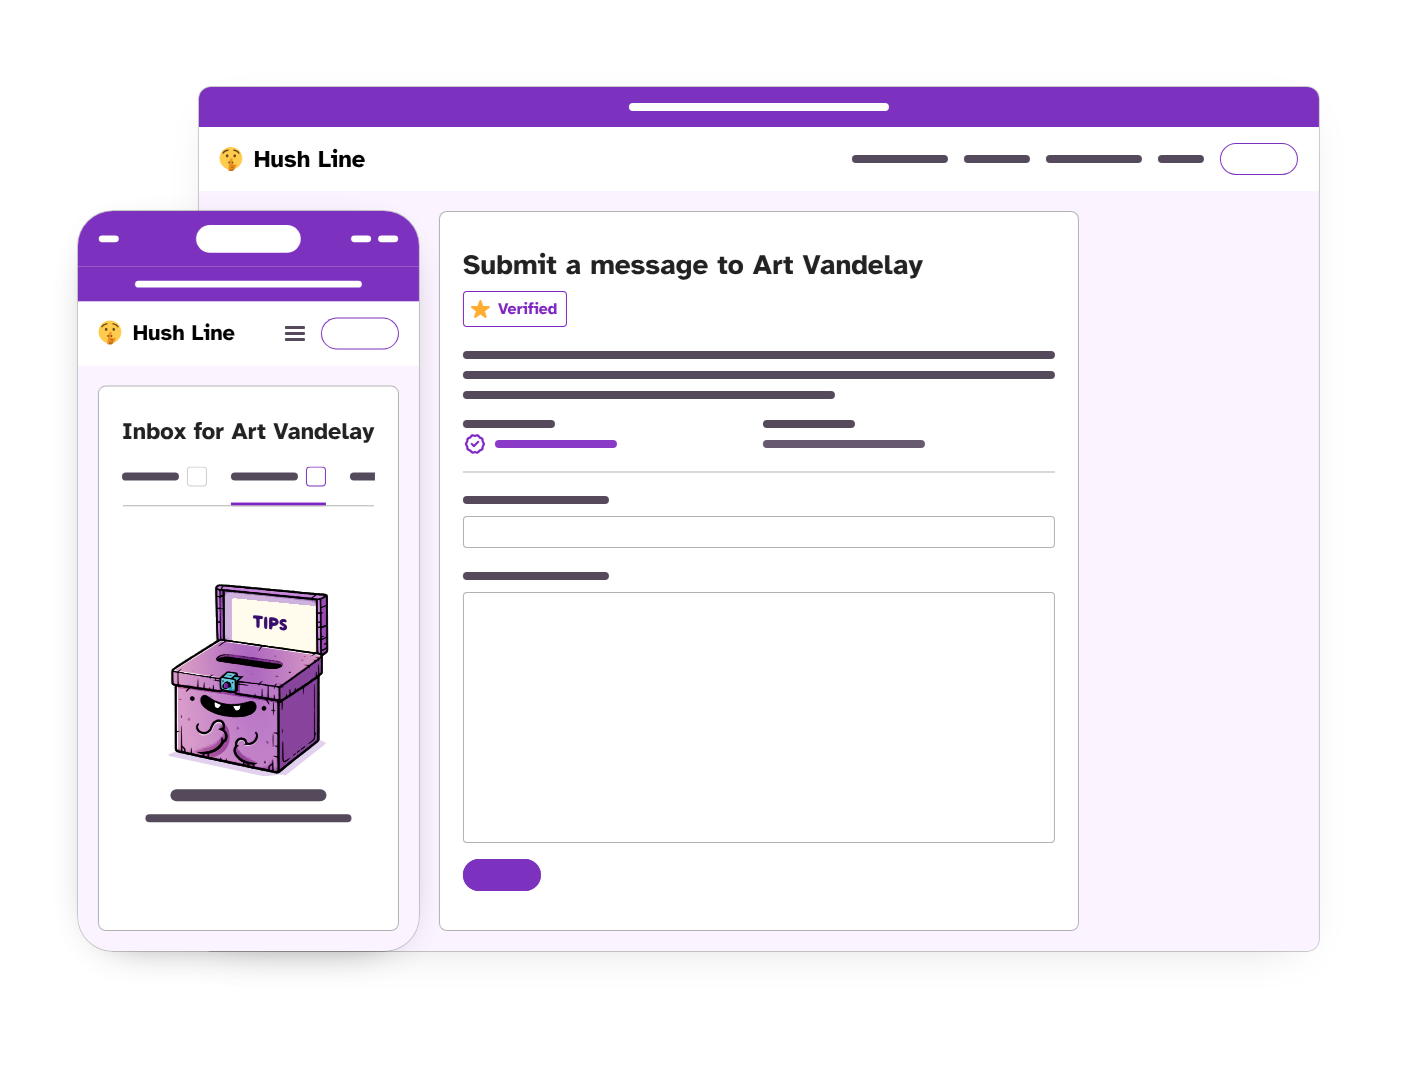 Hush Line
Submit a message to Art Vandelay
Verified
Hush Line
Inbox for Art Vandelay
TIPS